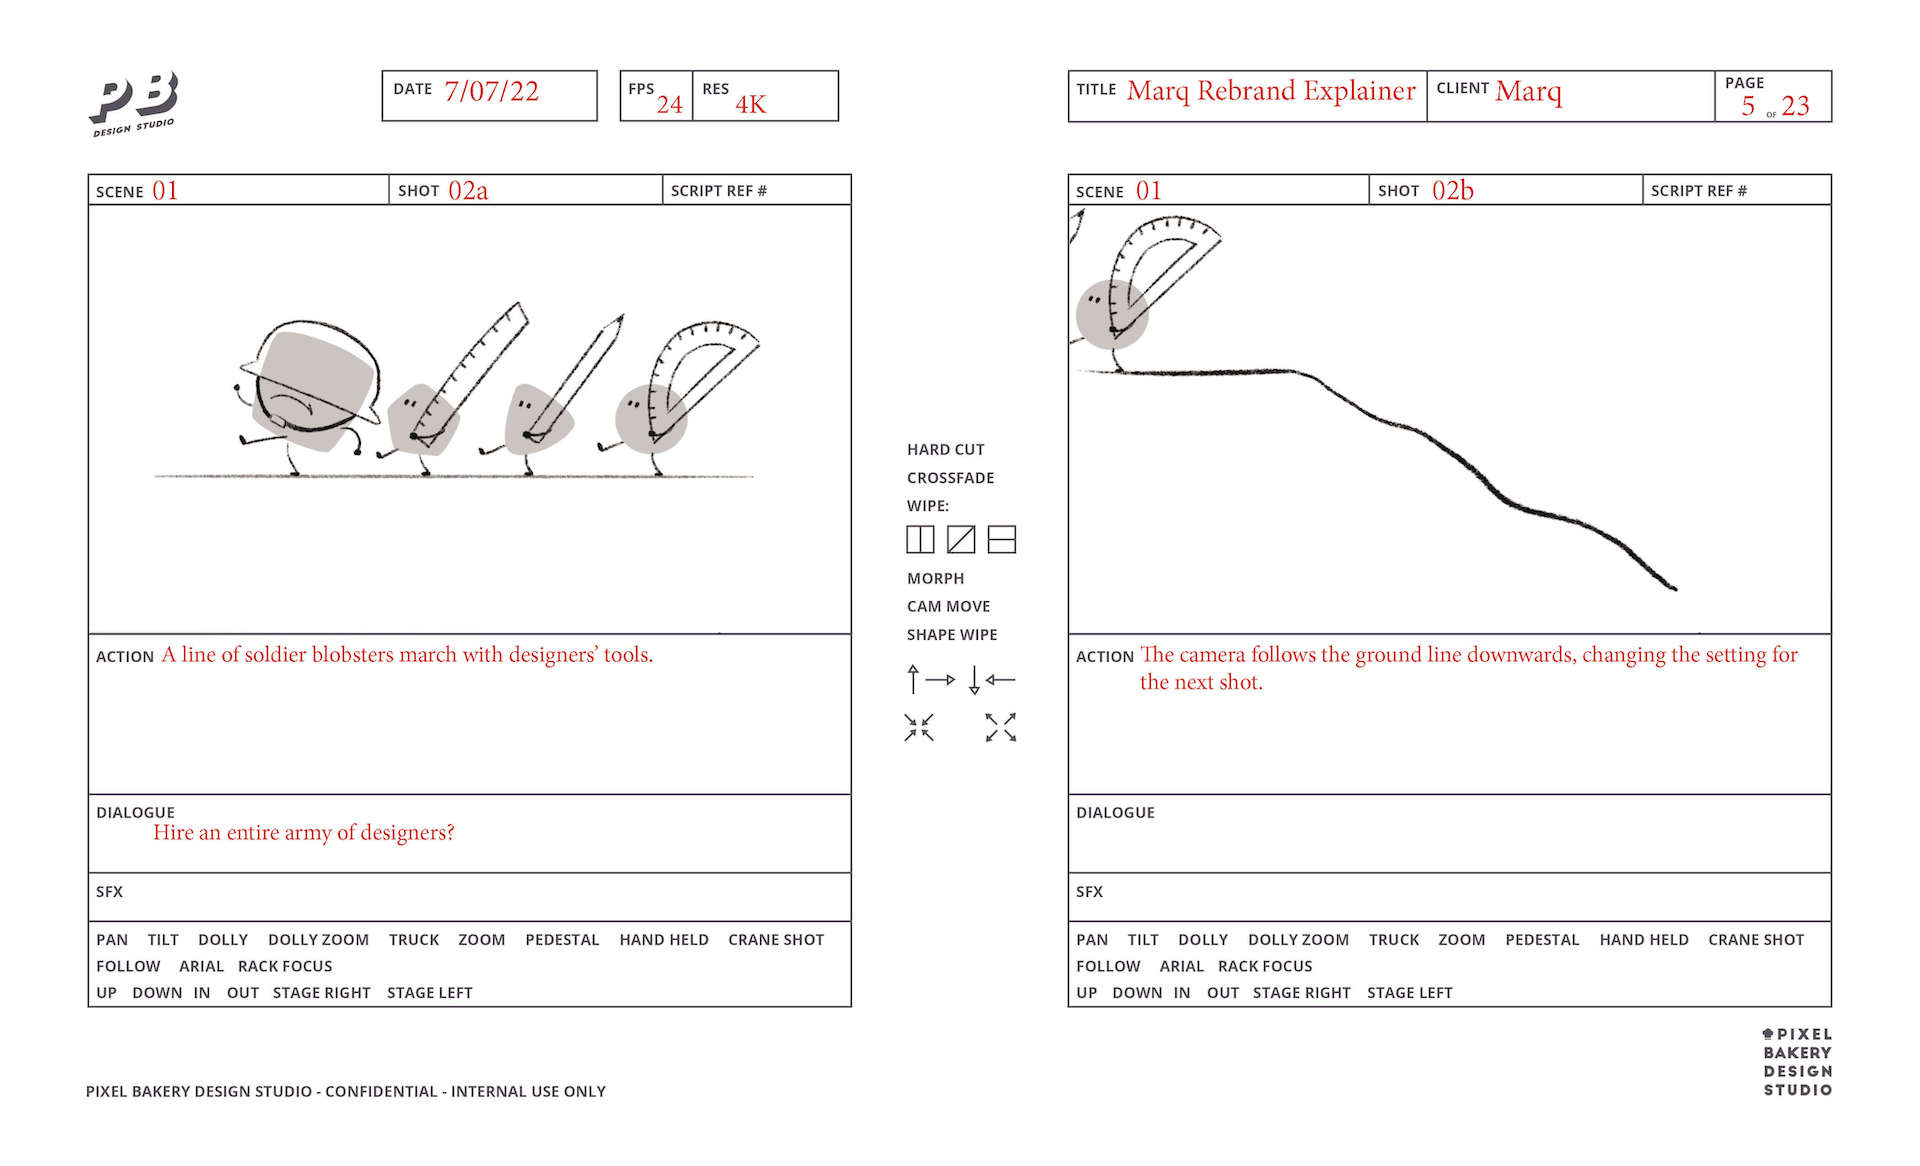 PB
DESIGN STUDIO
DATE 7/07/22
FPS 24 RES 4K
TITLE Marq Rebrand Explainer CLIENT Marq PAGE 5 OF 23
SCENE 01 SHOT 02a SCRIPT REF #
ACTION A line of soldier blobsters march with designers’ tools.
DIALOGUE
Hire an entire army of designers?
SFX
PAN TILT DOLLY DOLLY ZOOM TRUCK ZOOM PEDESTAL HAND HELD CRANE SHOT
FOLLOW ARIAL RACK FOCUS
UP DOWN IN OUT STAGE RIGHT STAGE LEFT
HARD CUT
CROSSFADE
WIPE:
MORPH
CAM MOVE
SHAPE WIPE
SCENE 01 SHOT 02b SCRIPT REF #
ACTION The camera follows the ground line downwards, changing the setting for
the next shot.
DIALOGUE
SFX
PAN TILT DOLLY DOLLY ZOOM TRUCK ZOOM PEDESTAL HAND HELD CRANE SHOT
FOLLOW ARIAL RACK FOCUS
UP DOWN IN OUT STAGE RIGHT STAGE LEFT
PIXEL
BAKERY
DESIGN
STUDIO
PIXEL BAKERY DESIGN STUDIO - CONFIDENTIAL - INTERNAL USE ONLY